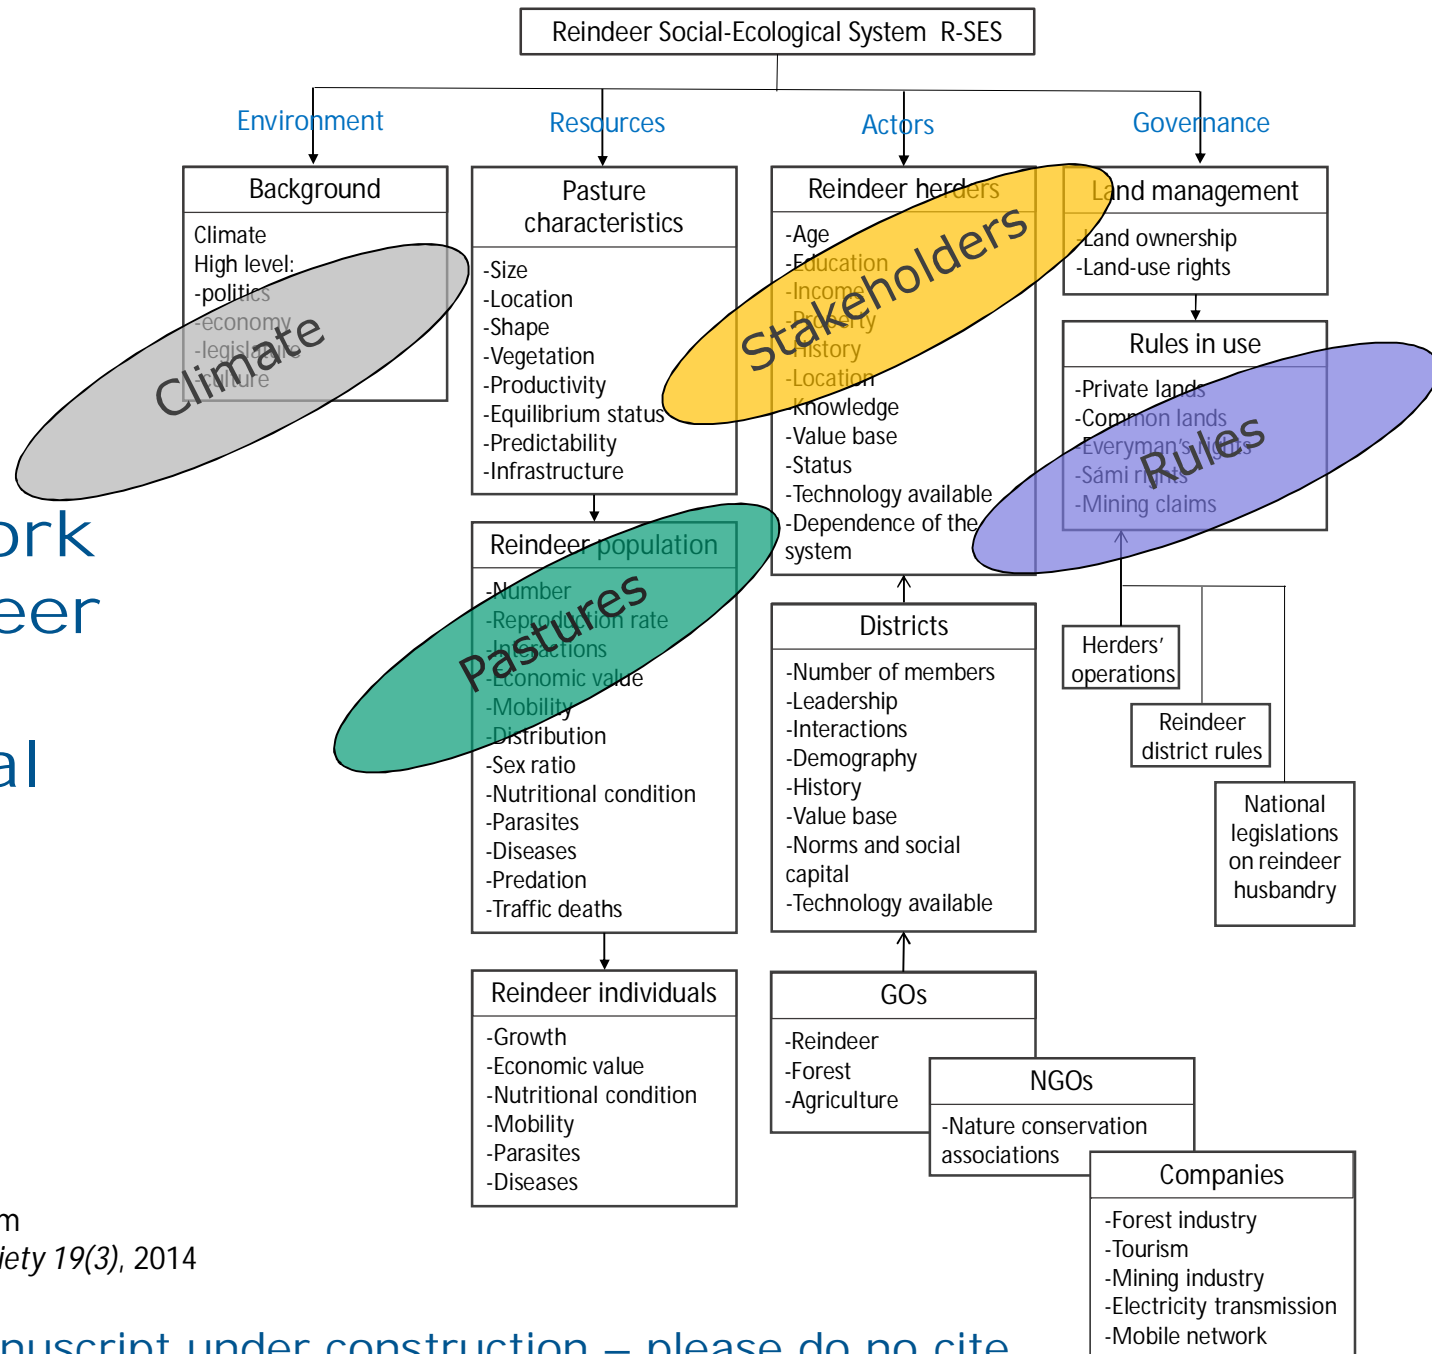 Reindeer Social-Ecological System R-SES
Environment
Resources
Actors
Governance
Background
Climate
High level:
-politics
-economy
-legislature
-culture
Climate
Pasture
characteristics
-Size
-Location
-Shape
-Vegetation
-Productivity
-Equilibrium status
-Predictability
-Infrastructure
Reindeer population
-Number
-Reproduction rate
-Interactions
-Economic value
-Mobility
-Distribution
-Sex ratio
-Nutritional condition
-Parasites
-Diseases
-Predation
-Traffic deaths
Pastures
Reindeer individuals
-Growth
-Economic value
-Nutritional condition
-Mobility
-Parasites
-Diseases
Reindeer herders
-Age
-Education
-Income
-Property
-History
-Location
-Knowledge
-Value base
-Status
-Technology available
-Dependence of the
system
Stakeholders
Districts
-Number of members
-Leadership
-Interactions
-Demography
-History
-Value base
-Norms and social
capital
-Technology available
GOs
-Reindeer
-Forest
-Agriculture
NGOs
-Nature conservation
associations
Companies
-Forest industry
-Tourism
-Mining industry
-Electricity transmission
-Mobile network
Land management
-Land ownership
-Land-use rights
Rules in use
-Private lands
-Common lands
-Everyman's rights
-Sámi rights
-Mining claims
Rules
Herders'
operations
Reindeer
district rules
National
legislations
on reindeer
husbandry
ork
eer
al
m
iety 19(3), 2014
nuscript under construction – please do no cite